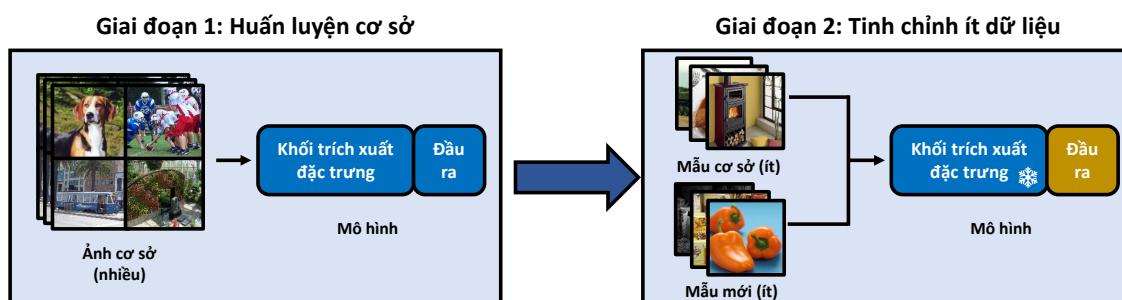 Giai đoạn 1: Huấn luyện cơ sở
Khối trích xuất
đặc trưng
Đầu
ra
Mô hình
Ảnh cơ sở
(nhiều)
Giai đoạn 2: Tinh chỉnh ít dữ liệu
Mẫu cơ sở (ít)
Mẫu mới (ít)
Khối trích xuất
đặc trưng
Đầu
ra
Mô hình